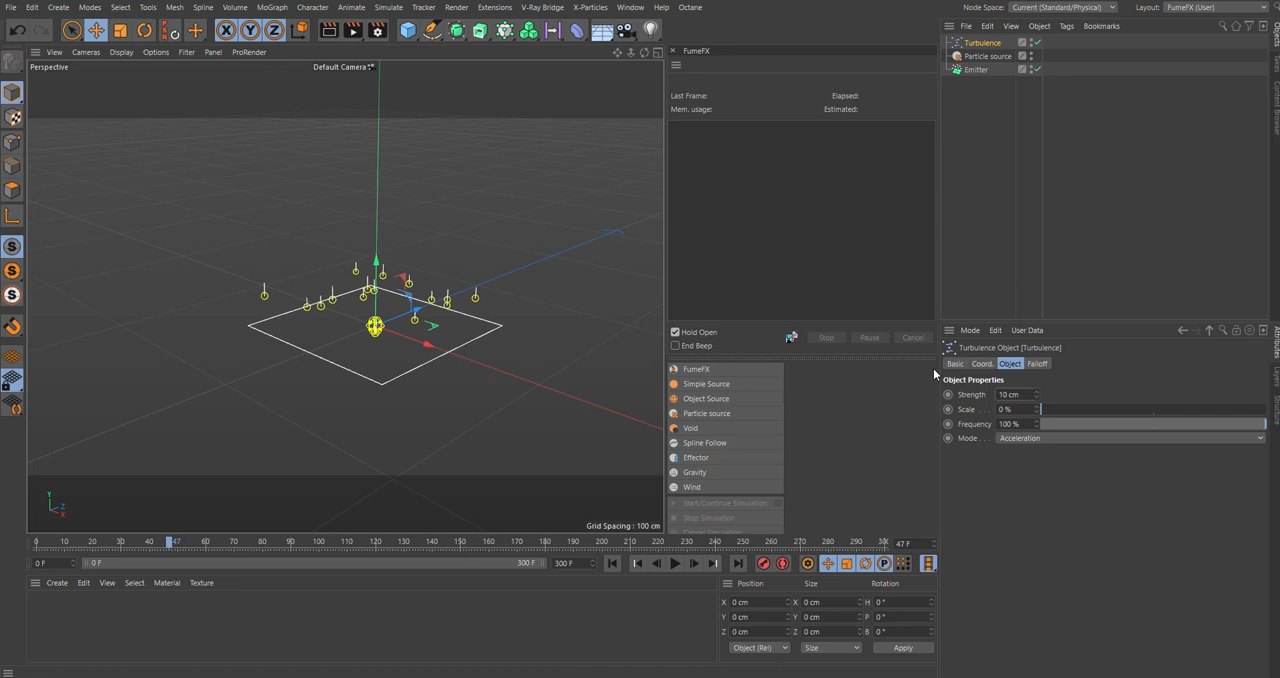 File Edit Create Modes Select Tools Mesh Spline Volume MoGraph Character Animate Simulate Tracker Render Extensions V-Ray Bridge X-Particles Window Help Octane
Node Space: Current (Standard/Physical) Layout: FumeFX (User)
File Edit View Object Tags Bookmarks
Turbulence
Particle source
Emitter
Objects
Takes
Content Browser
View Cameras Display Options Filter Panel ProRender
Perspective
Default Camera
Y
Z
X
Grid Spacing : 100 cm
FumeFX
Last Frame: Elapsed:
Mem. usage: Estimated:
Hold Open
End Beep
Stop Pause Cancel
FumeFX
Simple Source
Object Source
Particle source
Void
Spline Follow
Effector
Gravity
Wind
Start/Continue Simulation
Stop Simulation
Mode Edit User Data
Turbulence Object [Turbulence]
Basic Coord. Object Falloff
Object Properties
Strength 10 cm
Scale . . . 0 %
Frequency 100 %
Mode . . . Acceleration
Attributes
Layers
Structure
0 10 20 30 40 47 60 70 80 90 100 110 120 130 140 150 160 170 180 190 200 210 220 230 240 250 260 270 280 290 300 47 F
0 F 0 F 300 F 300 F
Create Edit View Select Material Texture
Position Size Rotation
X 0 cm X 0 cm H 0 °
Y 0 cm Y 0 cm P 0 °
Z 0 cm Z 0 cm B 0 °
Object (Rel) Size Apply